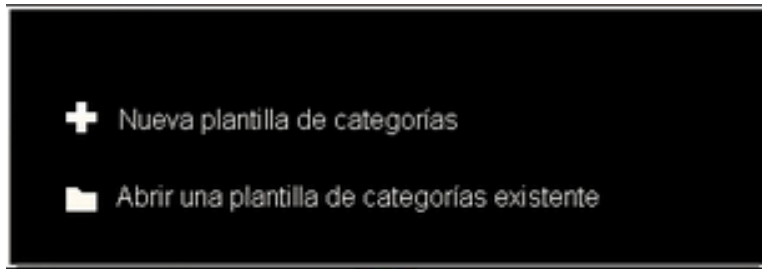 Nueva plantilla de categorías
Abrir una plantilla de categorías existente